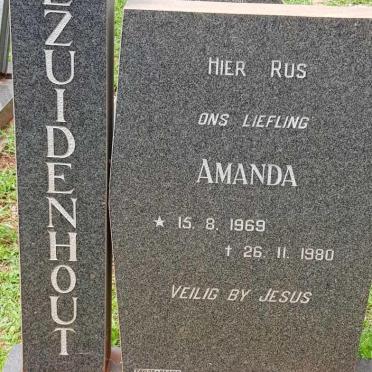 EZUIDENHOUT
HIER RUS
ONS LIEFLING
AMANDA
★ 15. 8. 1969
† 26. 11. 1980
VEILIG BY JESUS